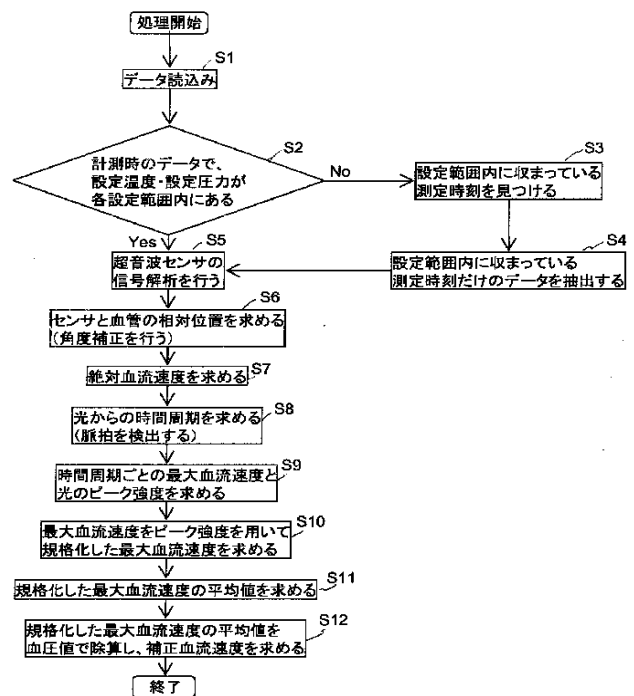 処理開始
S1
データ読込み
S2
計測時のデータで、
設定温度・設定圧力が
各設定範囲内にある
No
S3
設定範囲内に収まっている
測定時刻を見つける
Yes
S5
超音波センサの
信号解析を行う
S4
設定範囲内に収まっている
測定時刻だけのデータを抽出する
S6
センサと血管の相対位置を求める
(角度補正を行う)
S7
絶対血流速度を求める
S8
光からの時間周期を求める
(脈拍を検出する)
S9
時間周期ごとの最大血流速度と
光のピーク強度を求める
S10
最大血流速度をピーク強度を用いて
規格化した最大血流速度を求める
S11
規格化した最大血流速度の平均値を求める
S12
規格化した最大血流速度の平均値を
血圧値で除算し、補正血流速度を求める
終了